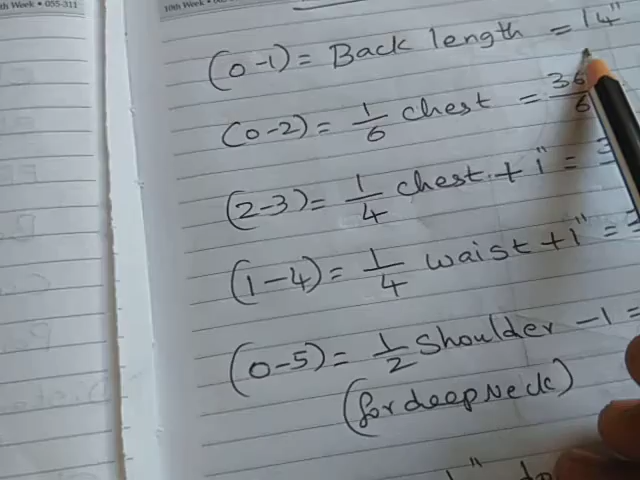 (0-1) = Back length = 14"
(0-2) = 1/6 chest = 36/6
(2-3) = 1/4 chest + 1" = 3
(1-4) = 1/4 waist + 1" =
(0-5) = 1/2 Shoulder - 1 =
(for deep Neck)